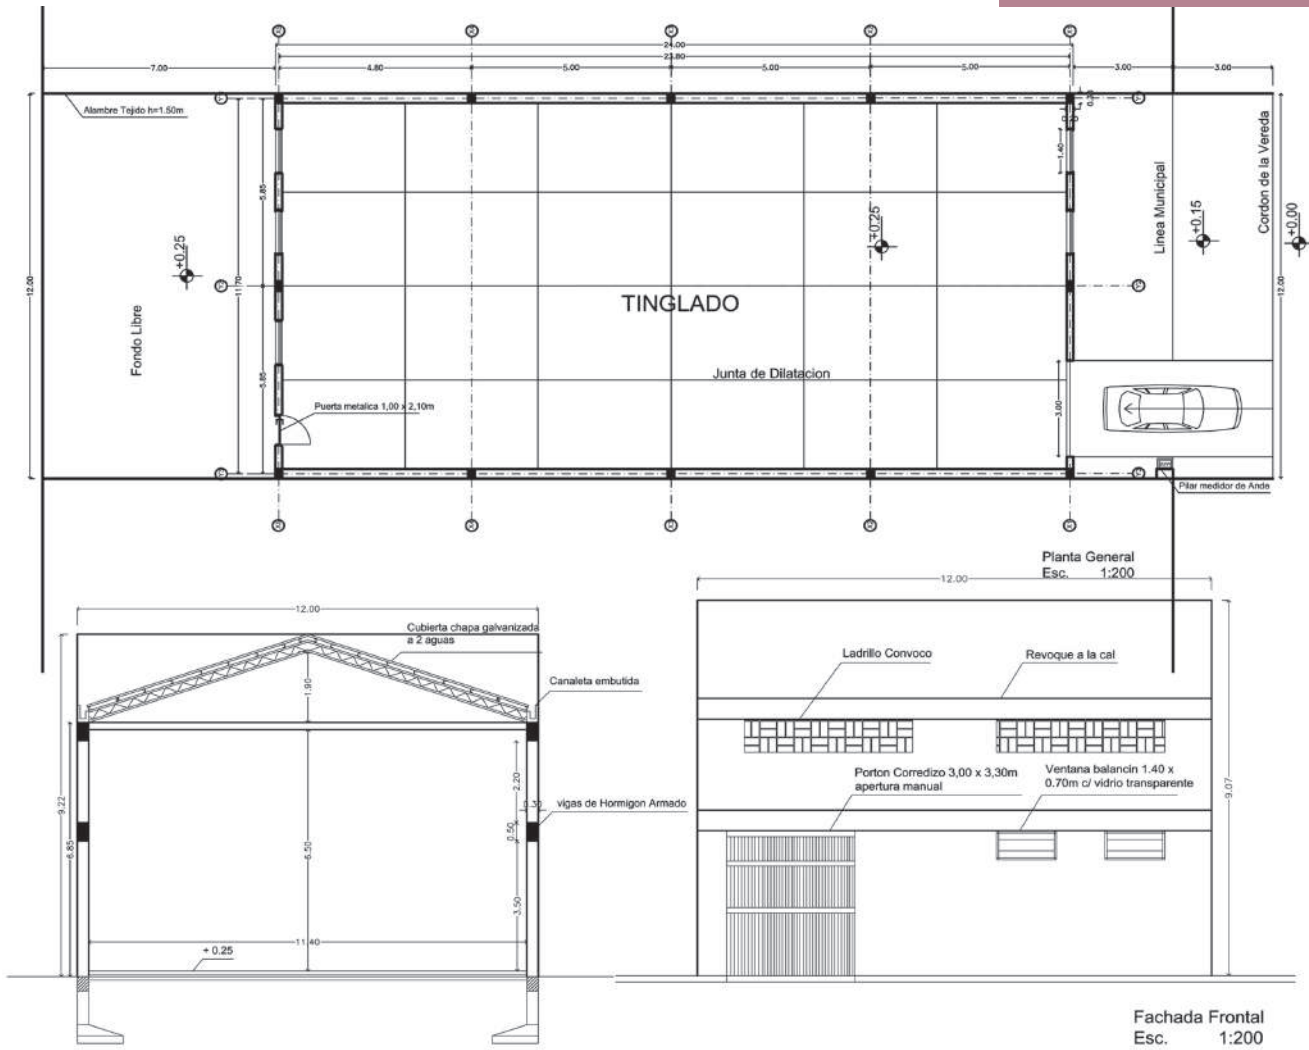 24.00
23.80
7.00
4.80
5.00
5.00
5.00
3.00
3.00
Alambre Tejido h=1.50m
0.20
1.40
5.85
12.00
+0.25
11.70
Fondo Libre
TINGLADO
+0.25
Linea Municipal
+0.15
Cordon de la Vereda
+0.00
12.00
5.85
Junta de Dilatacion
Puerta metalica 1,00 x 2,10m
3.00
Pilar medidor de Ande
Planta General
Esc. 1:200
12.00
Cubierta chapa galvanizada
a 2 aguas
Canaleta embutida
1.90
9.22
6.85
2.20
0.30
vigas de Hormigon Armado
0.50
6.50
3.50
11.40
+ 0.25
12.00
Ladrillo Convoco
Revoque a la cal
Porton Corredizo 3,00 x 3,30m
apertura manual
Ventana balancin 1.40 x
0.70m c/ vidrio transparente
9.07
Fachada Frontal
Esc. 1:200